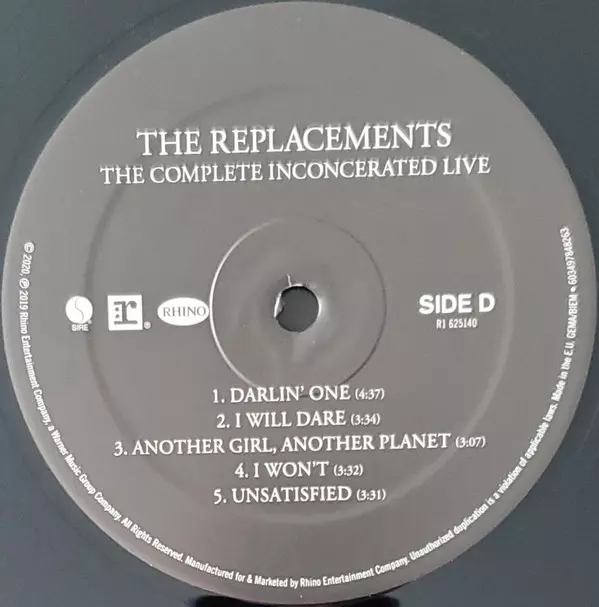 THE REPLACEMENTS
THE COMPLETE INCONCERATED LIVE
SIRE
r®
RHINO
SIDE D
R1 625140
1. DARLIN' ONE (4:37)
2. I WILL DARE (3:34)
3. ANOTHER GIRL, ANOTHER PLANET (3:07)
4. I WON'T (3:32)
5. UNSATISFIED (3:31)
© 2020, ℗ 2019 Rhino Entertainment Company, a Warner Music Group Company. All Rights Reserved. Manufactured for & Marketed by Rhino Entertainment Company. Unauthorized duplication is a violation of applicable laws. Made in the E.U. GEMA/BIEM • 603497848263